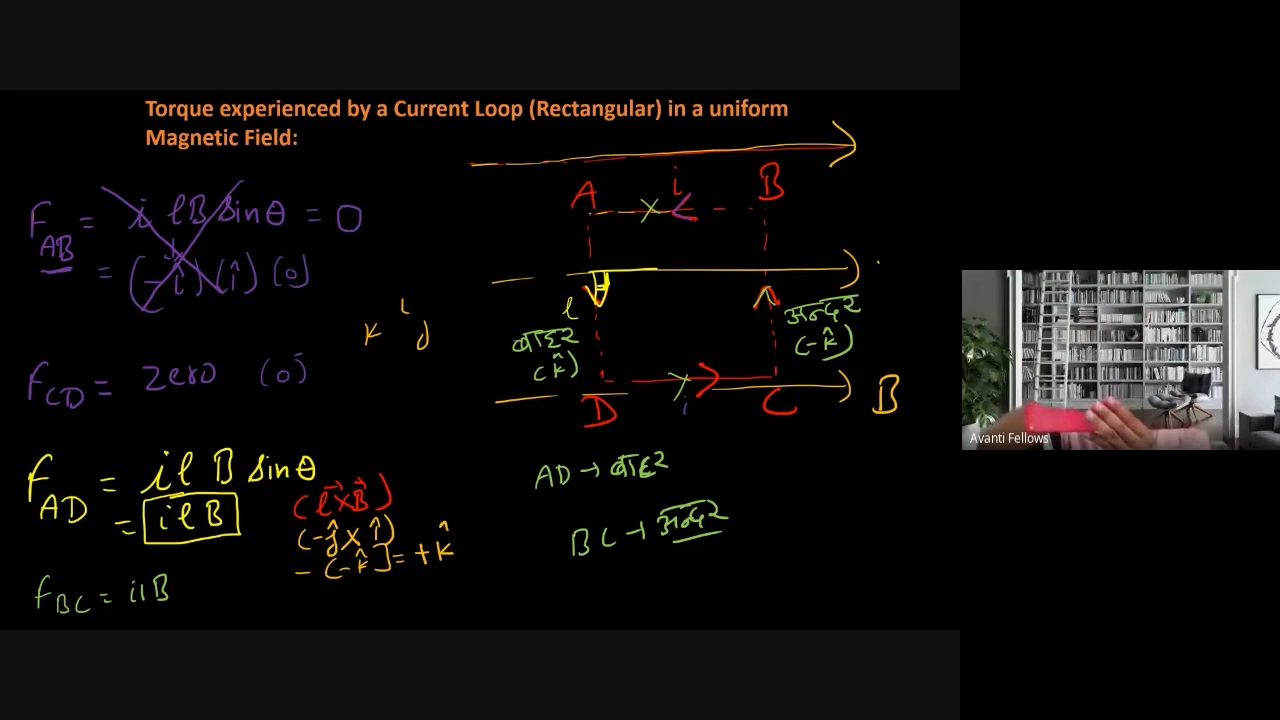 Torque experienced by a Current Loop (Rectangular) in a uniform
Magnetic Field:
F_AB = i l B sinθ = 0
= (-î) (î) (0)
F_CD = zero (0)
F_AD = i l B sinθ
= i l B
(l⃗ × B⃗)
(-ĵ × î)
- (-k̂) = + k̂
F_BC = i l B
k i j
A i B
l
बाहर
(k̂)
अन्दर
(-k̂)
D i C B
AD → बाहर
BC → अन्दर
Avanti Fellows